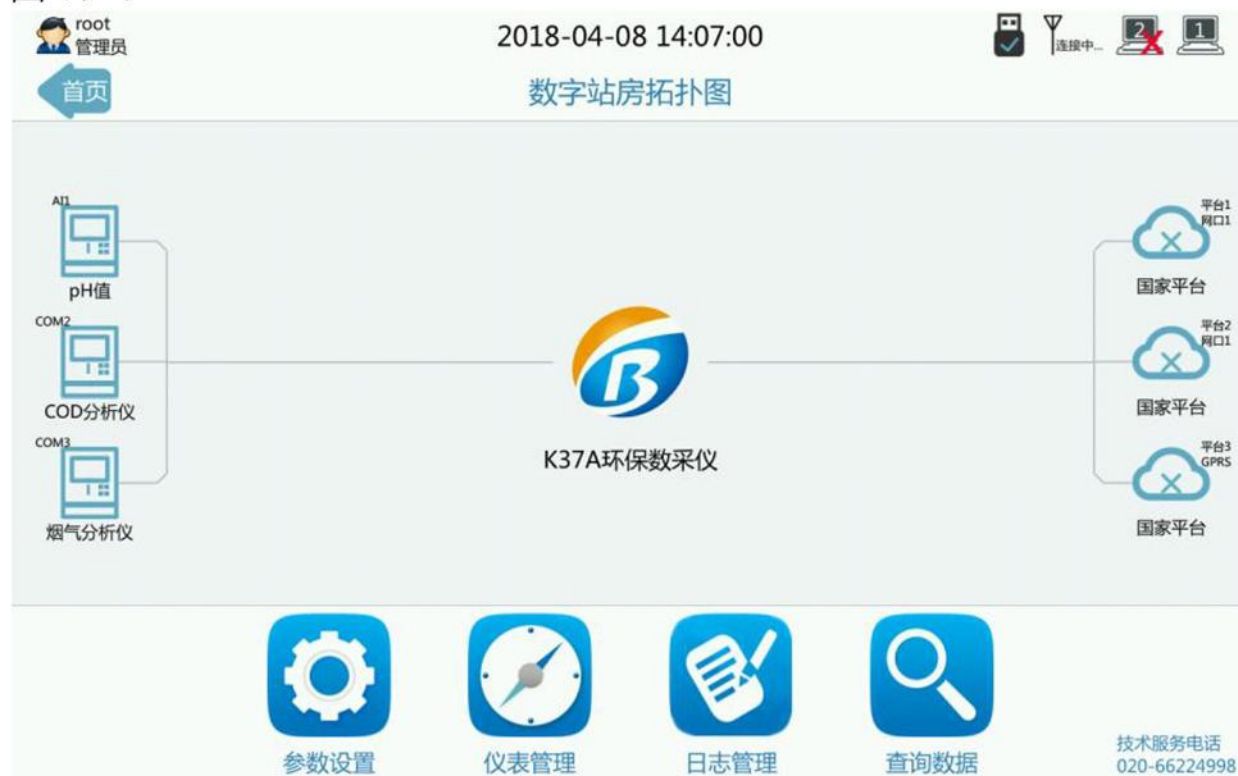 root
管理员
2018-04-08 14:07:00
连接中...
2
1
首页
数字站房拓扑图
AI1
pH值
COM2
COD分析仪
COM3
烟气分析仪
B
K37A环保数采仪
平台1
网口1
国家平台
平台2
网口1
国家平台
平台3
GPRS
国家平台
参数设置
仪表管理
日志管理
查询数据
技术服务电话
020-66224998